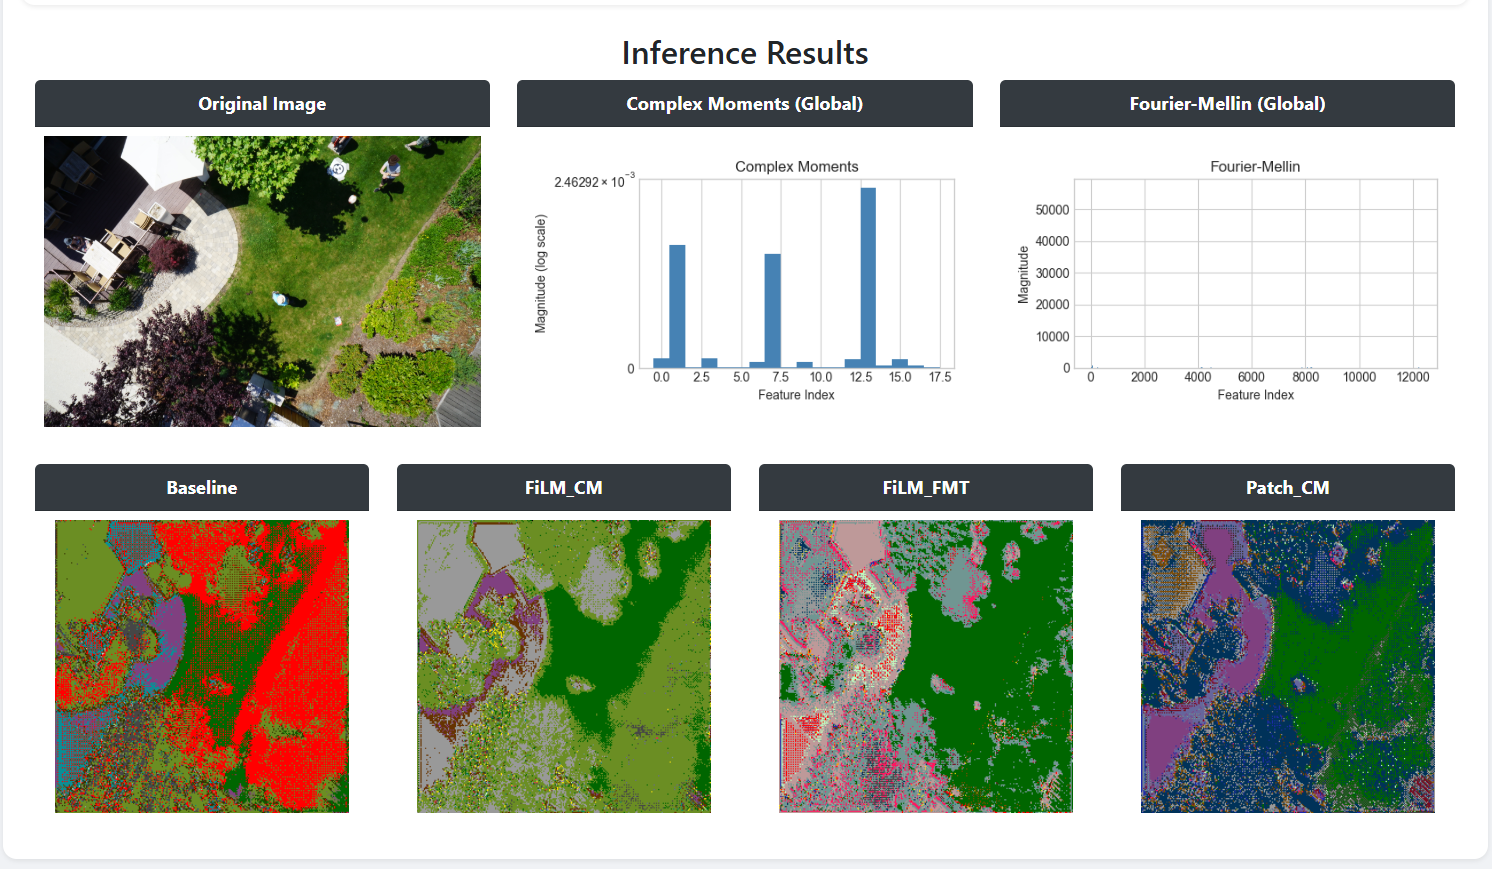 Inference Results
Original Image
Complex Moments (Global)
Fourier-Mellin (Global)
Complex Moments
2.46292 × 10⁻³
Magnitude (log scale)
0
0.0 2.5 5.0 7.5 10.0 12.5 15.0 17.5
Feature Index
Fourier-Mellin
50000
40000
30000
20000
10000
0
Magnitude
0 2000 4000 6000 8000 10000 12000
Feature Index
Baseline
FiLM_CM
FiLM_FMT
Patch_CM